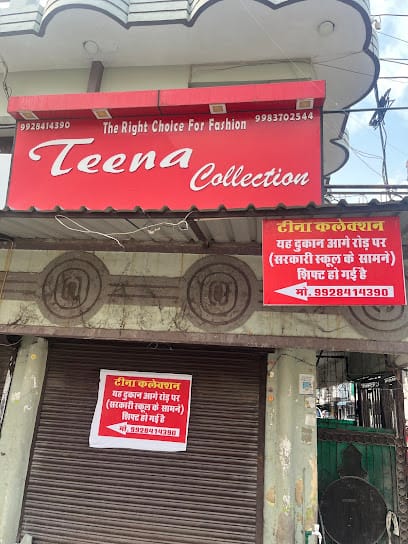 9928414390 The Right Choice For Fashion 9983702544
Teena
Collection
टीना कलेक्शन
यह दुकान आगे रोड़ पर
(सरकारी स्कूल के सामने)
शिफ्ट हो गई है
मो. 9928414390
टीना कलेक्शन
यह दुकान आगे रोड़ पर
(सरकारी स्कूल के सामने)
शिफ्ट हो गई है
मो. 9928414390